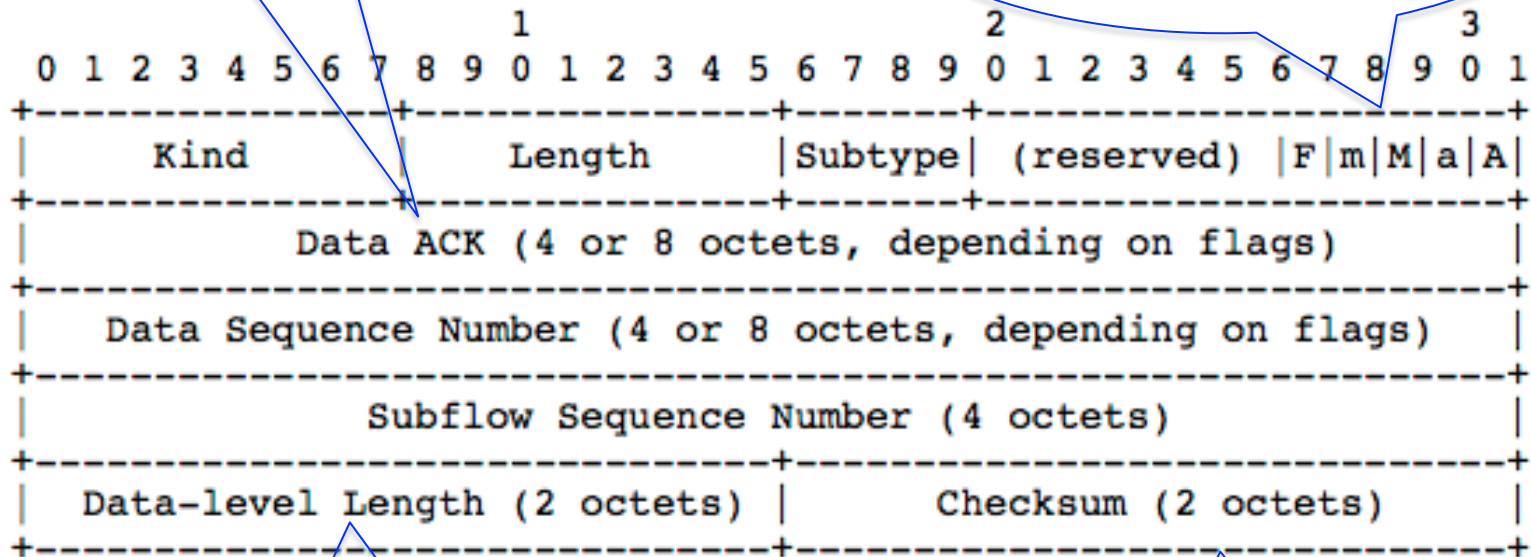 1 2 3
0 1 2 3 4 5 6 7 8 9 0 1 2 3 4 5 6 7 8 9 0 1 2 3 4 5 6 7 8 9 0 1
+---------------+---------------+-------+----------------------+
| Kind | Length |Subtype| (reserved) |F|m|M|a|A|
+---------------+---------------+-------+----------------------+
| Data ACK (4 or 8 octets, depending on flags) |
+--------------------------------------------------------------+
| Data Sequence Number (4 or 8 octets, depending on flags) |
+--------------------------------------------------------------+
| Subflow Sequence Number (4 octets) |
+-------------------------------+------------------------------+
| Data-level Length (2 octets) | Checksum (2 octets) |
+-------------------------------+------------------------------+